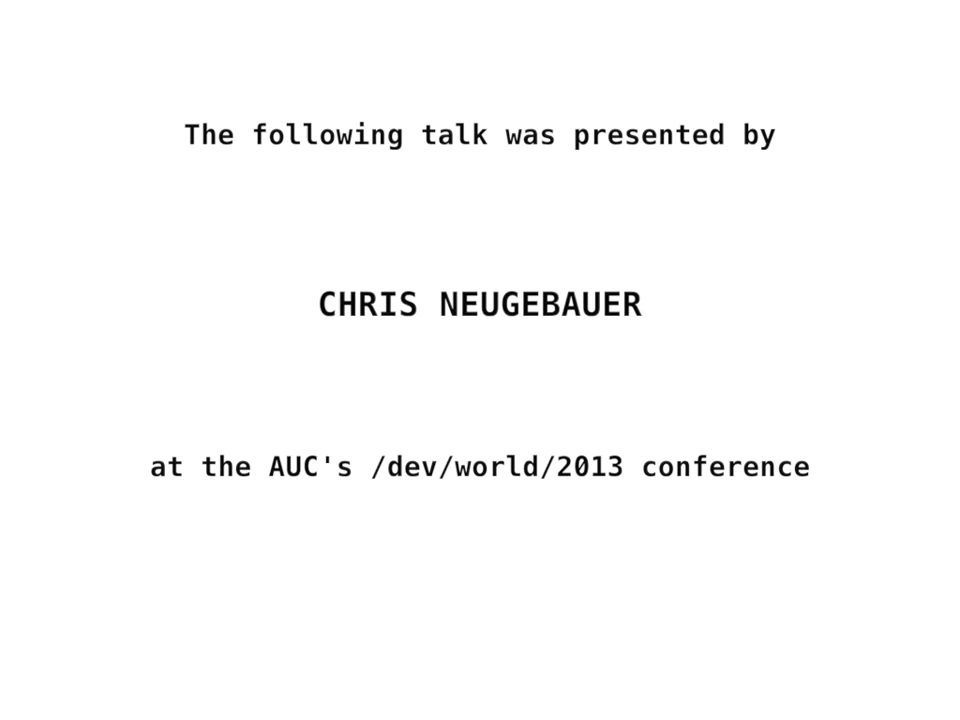 The following talk was presented by
CHRIS NEUGEBAUER
at the AUC's /dev/world/2013 conference